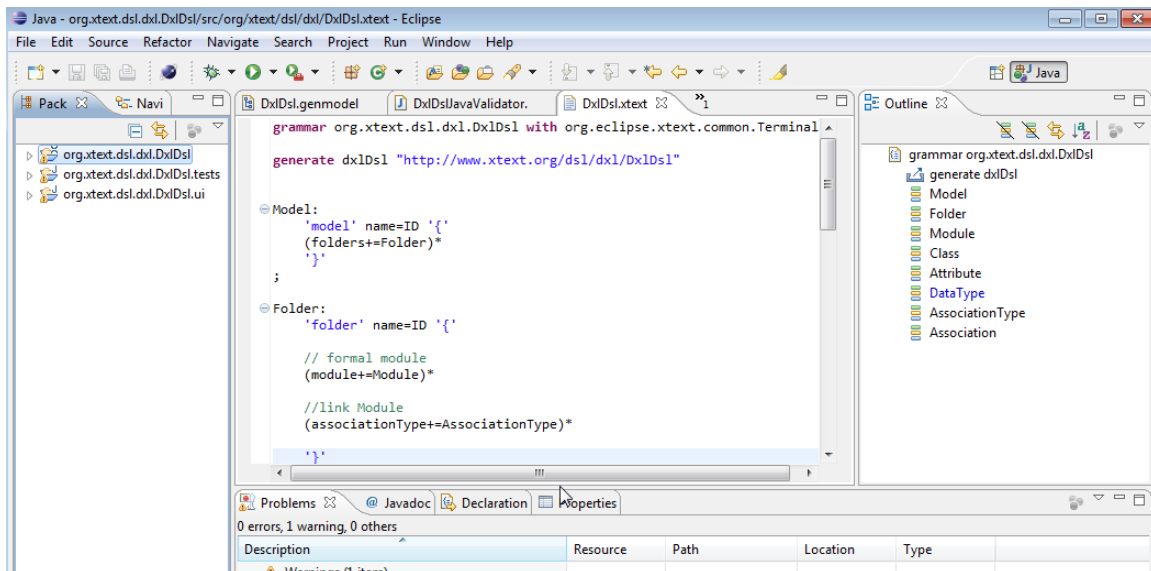 Java - org.xtext.dsl.dxl.DxlDsl/src/org/xtext/dsl/dxl/DxlDsl.xtext - Eclipse
File Edit Source Refactor Navigate Search Project Run Window Help
Java
Pack Navi
org.xtext.dsl.dxl.DxlDsl
org.xtext.dsl.dxl.DxlDsl.tests
org.xtext.dsl.dxl.DxlDsl.ui
DxlDsl.genmodel DxlDslJavaValidator. DxlDsl.xtext »1
grammar org.xtext.dsl.dxl.DxlDsl with org.eclipse.xtext.common.Terminal
generate dxlDsl "http://www.xtext.org/dsl/dxl/DxlDsl"
Model:
'model' name=ID '{'
(folders+=Folder)*
'}'
;
Folder:
'folder' name=ID '{'
// formal module
(module+=Module)*
//link Module
(associationType+=AssociationType)*
'}'
Outline
grammar org.xtext.dsl.dxl.DxlDsl
generate dxlDsl
Model
Folder
Module
Class
Attribute
DataType
AssociationType
Association
Problems @ Javadoc Declaration Properties
0 errors, 1 warning, 0 others
Description Resource Path Location Type
Warnings (1 item)